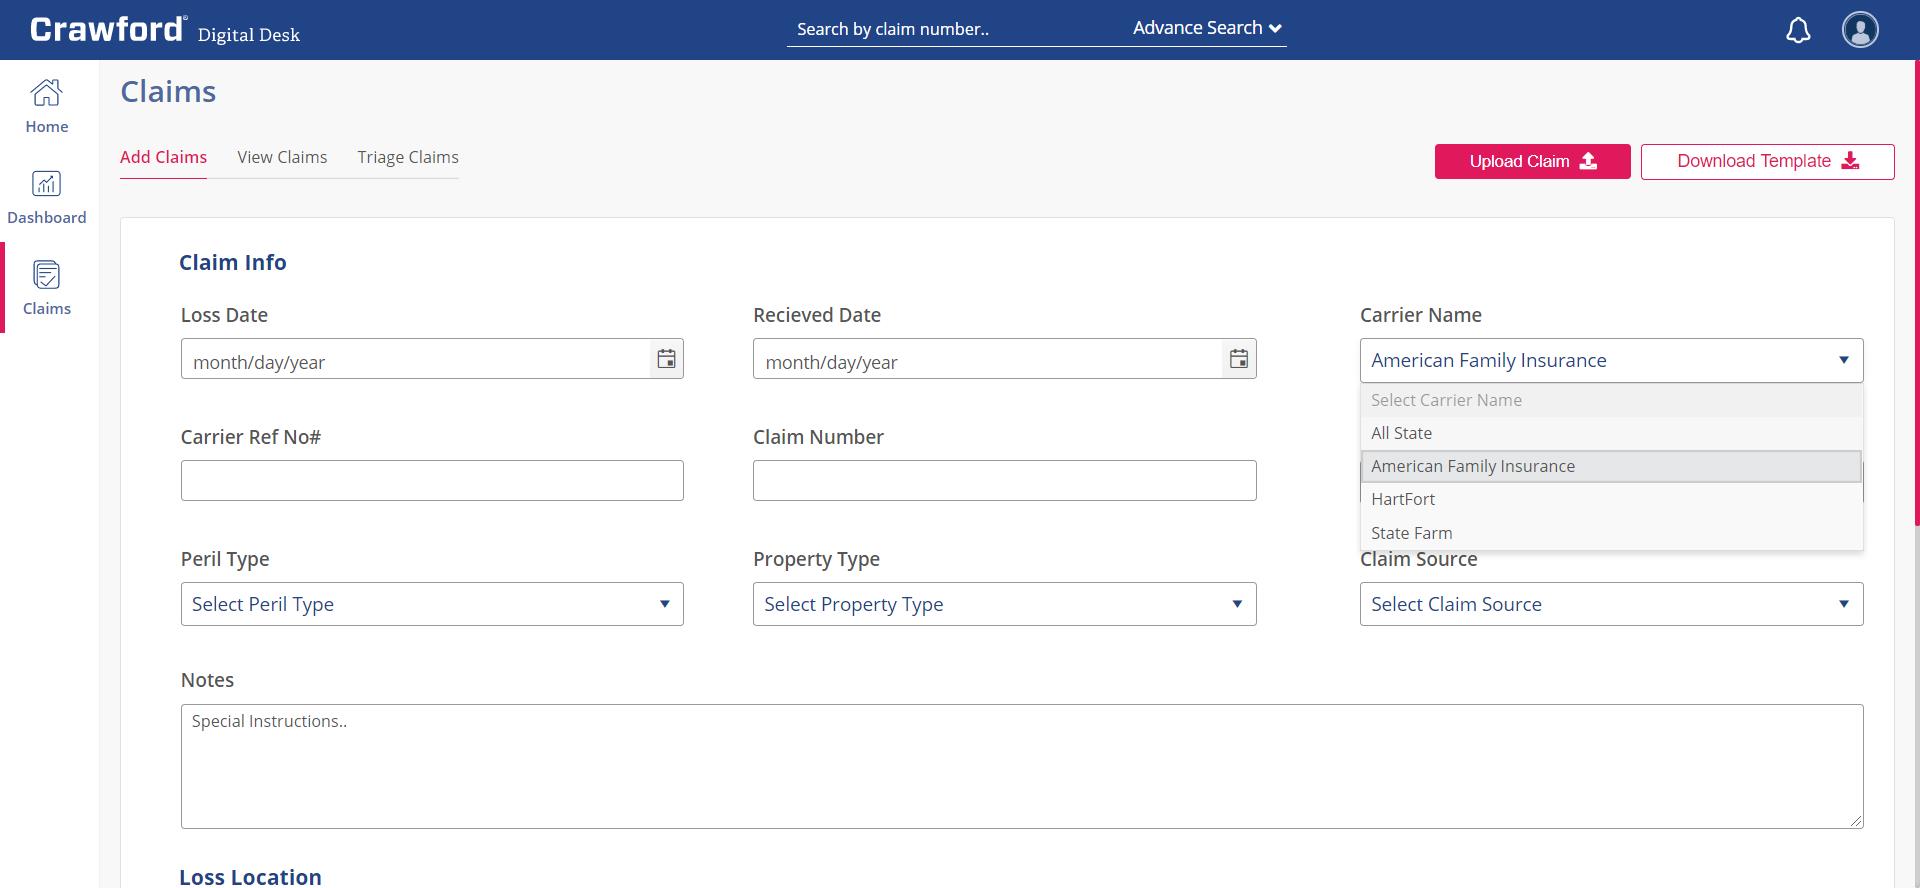 Crawford®
Digital Desk
Search by claim number..
Advance Search
Home
Dashboard
Claims
Claims
Add Claims
View Claims
Triage Claims
Upload Claim
Download Template
Claim Info
Loss Date
Recieved Date
Carrier Name
month/day/year
month/day/year
American Family Insurance
Select Carrier Name
All State
American Family Insurance
HartFort
State Farm
Carrier Ref No#
Claim Number
Peril Type
Property Type
Claim Source
Select Peril Type
Select Property Type
Select Claim Source
Notes
Special Instructions..
Loss Location